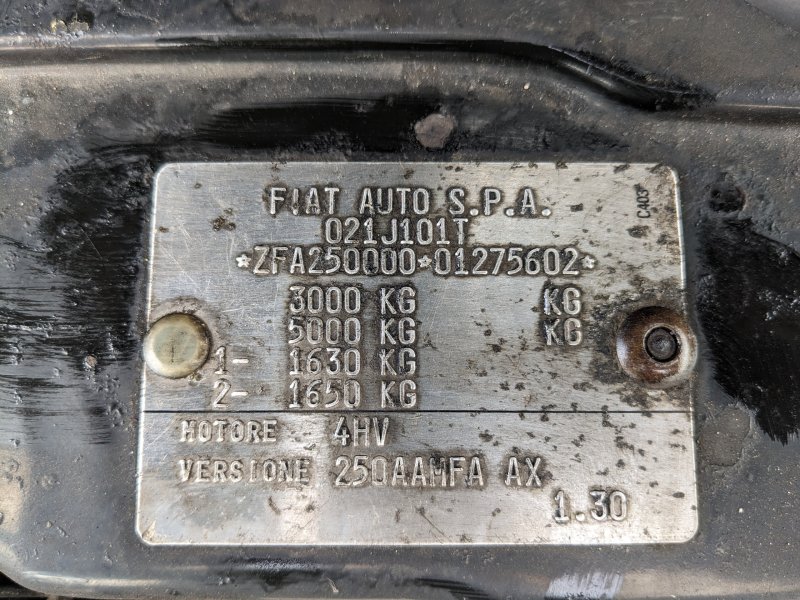 FIAT AUTO S.P.A.
C403
021J101T
*ZFA250000*01275602*
3000 KG KG
5000 KG KG
1- 1630 KG
2- 1650 KG
MOTORE 4HV
VERSIONE 250AAMFA AX
1.30